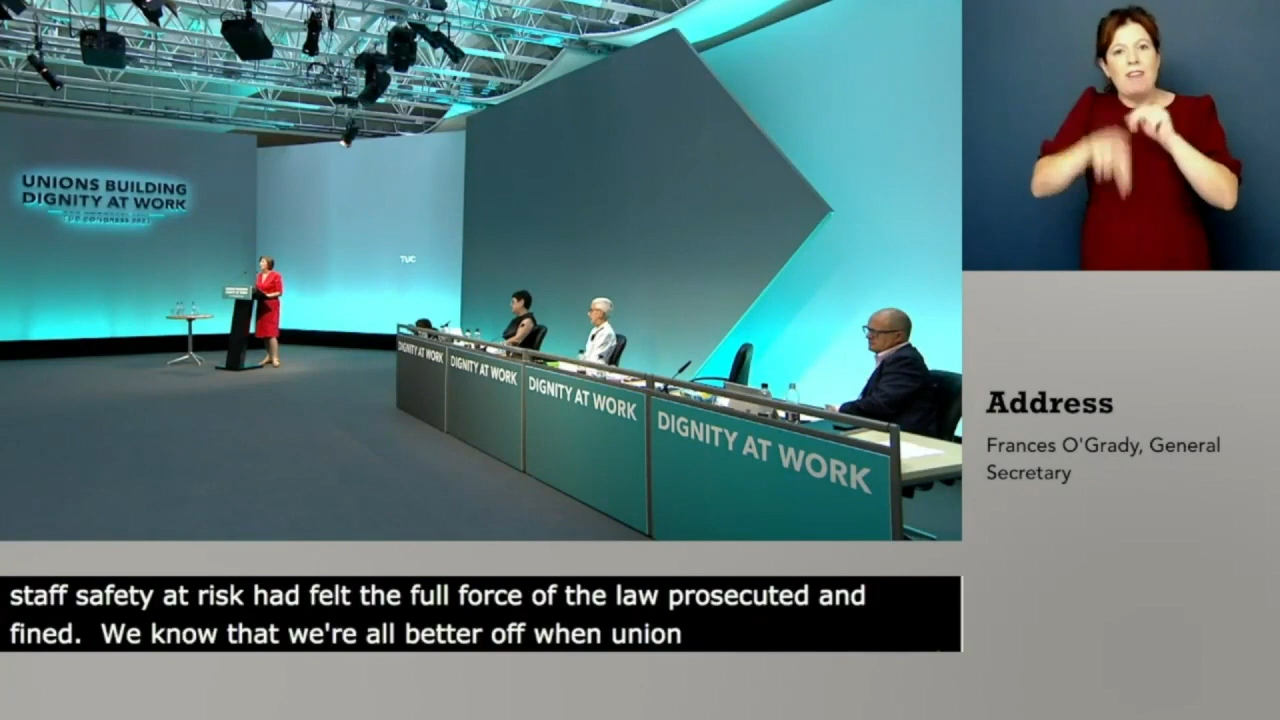 UNIONS BUILDING
DIGNITY AT WORK
TUC
DIGNITY AT WORK
DIGNITY AT WORK
DIGNITY AT WORK
DIGNITY AT WORK
Address
Frances O'Grady, General
Secretary
staff safety at risk had felt the full force of the law prosecuted and
fined.  We know that we're all better off when union